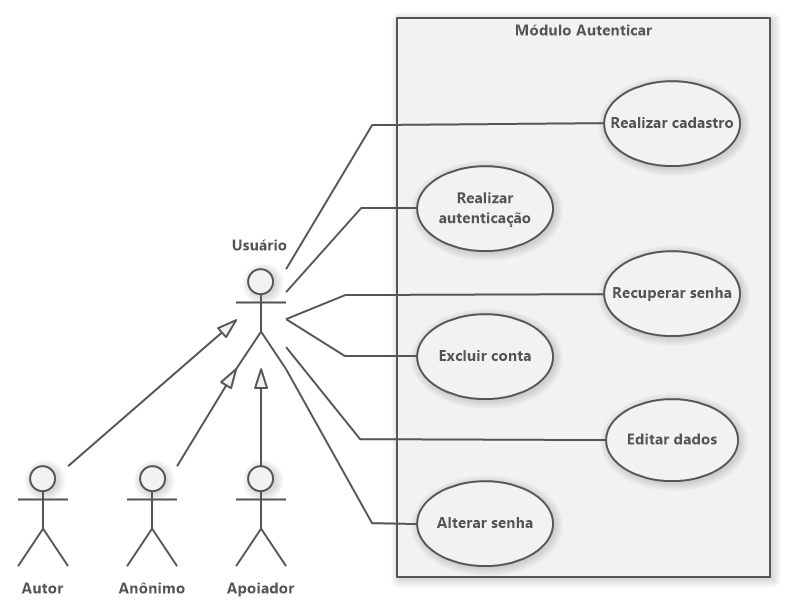 Módulo Autenticar
Realizar cadastro
Realizar
autenticação
Usuário
Recuperar senha
Excluir conta
Editar dados
Alterar senha
Autor
Anônimo
Apoiador